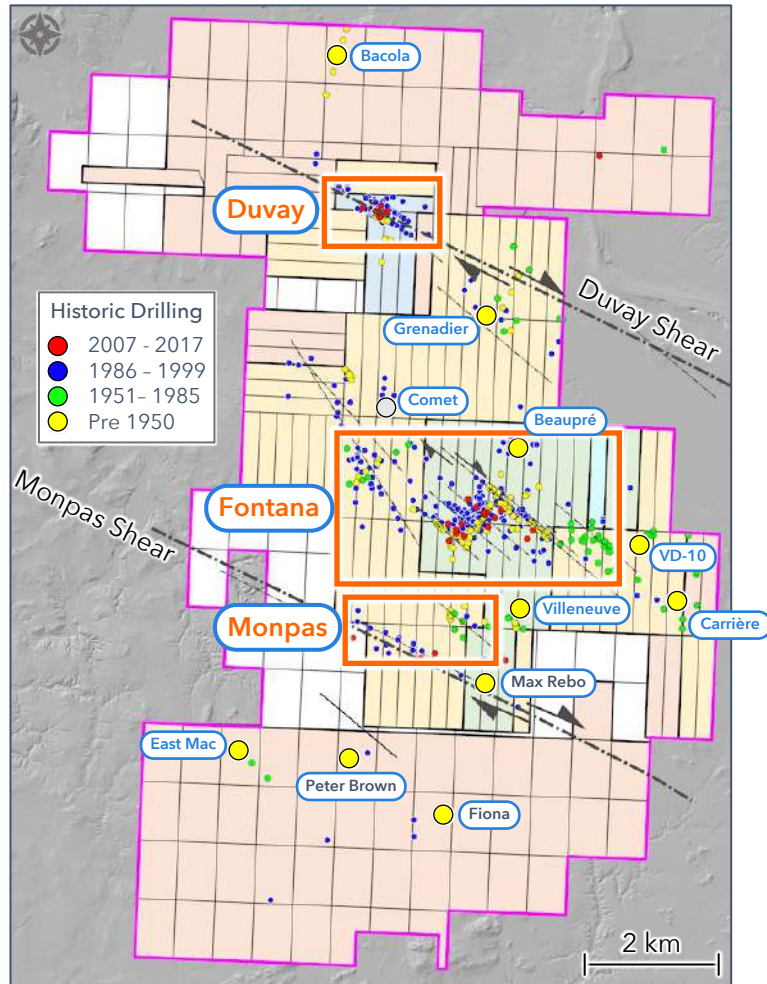 Bacola
Duvay
Duvay Shear
Historic Drilling
2007 - 2017
1986 – 1999
1951– 1985
Pre 1950
Grenadier
Comet
Beaupré
Monpas Shear
Fontana
VD-10
Villeneuve
Carrière
Monpas
Max Rebo
East Mac
Peter Brown
Fiona
2 km